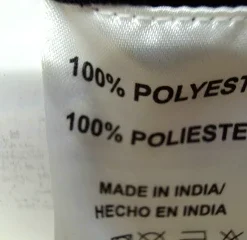 100% POLYEST
100% POLIESTE
MADE IN INDIA/
HECHO EN INDIA